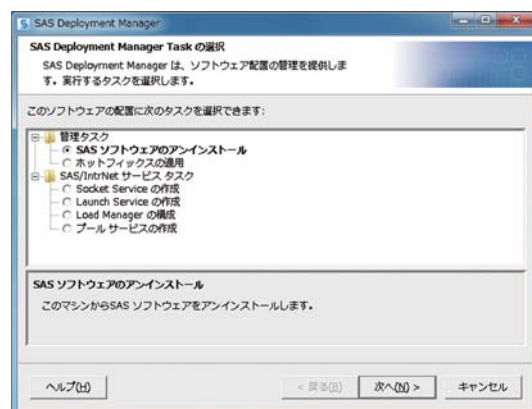 SAS Deployment Manager
SAS Deployment Manager Task の選択
SAS Deployment Manager は、ソフトウェア配置の管理を提供しま
す。実行するタスクを選択します。
このソフトウェアの配置に次のタスクを選択できます:
管理タスク
SAS ソフトウェアのアンインストール
ホットフィックスの適用
SAS/IntrNet サービス タスク
Socket Service の作成
Launch Service の作成
Load Manager の構成
プール サービスの作成
SAS ソフトウェアのアンインストール
このマシンからSAS ソフトウェアをアンインストールします。
ヘルプ(H)
< 戻る(B)
次へ(N) >
キャンセル